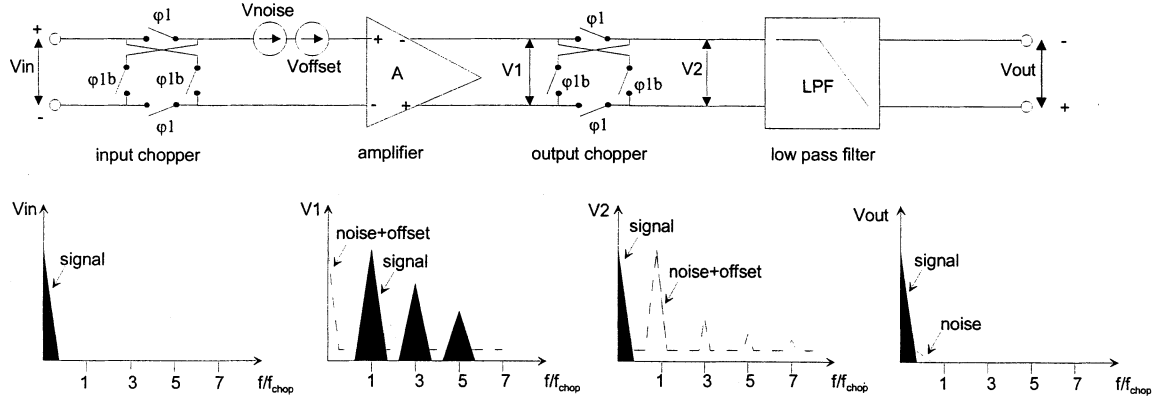 φ1 Vnoise φ1
+ + - -
Vin φ1b φ1b Voffset A V1 φ1b φ1b V2 LPF Vout
- - + +
φ1 φ1
input chopper amplifier output chopper low pass filter
Vin V1 V2 Vout
signal noise+offset signal signal
signal noise+offset noise
1 3 5 7 f/fchop 1 3 5 7 f/fchop 1 3 5 7 f/fchop 1 3 5 7 f/fchop